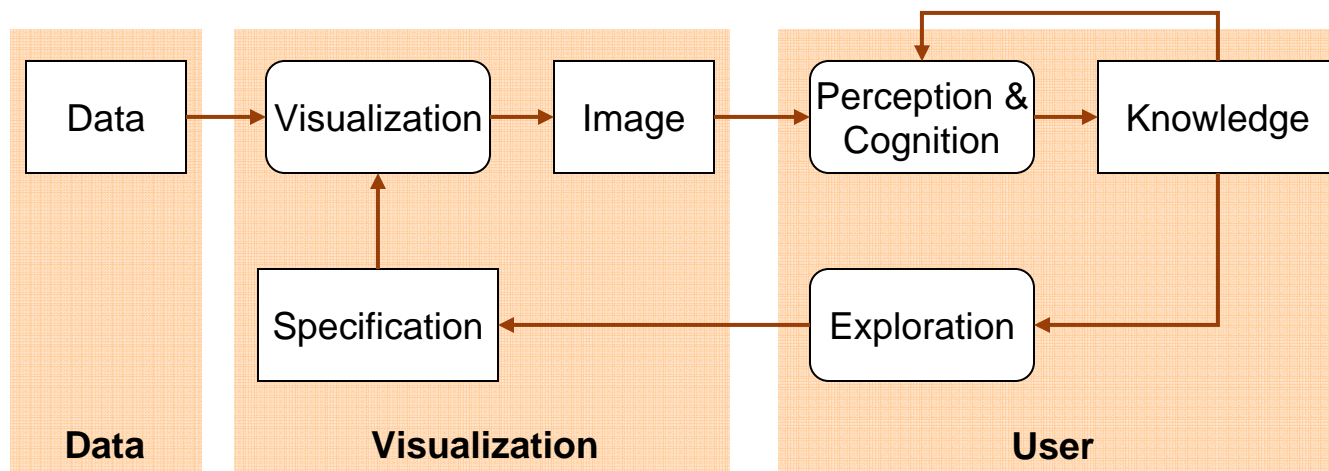 Data
Visualization
Image
Perception &
Cognition
Knowledge
Specification
Exploration
Data
Visualization
User